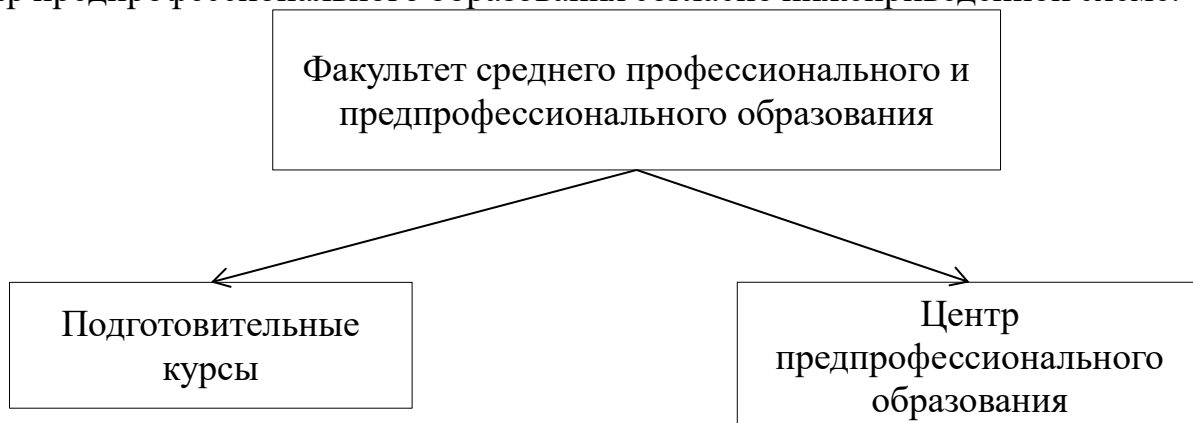 предпрофессионального образования согласно нижеприведенной схеме.
Факультет среднего профессионального и
предпрофессионального образования
Подготовительные
курсы
Центр
предпрофессионального
образования